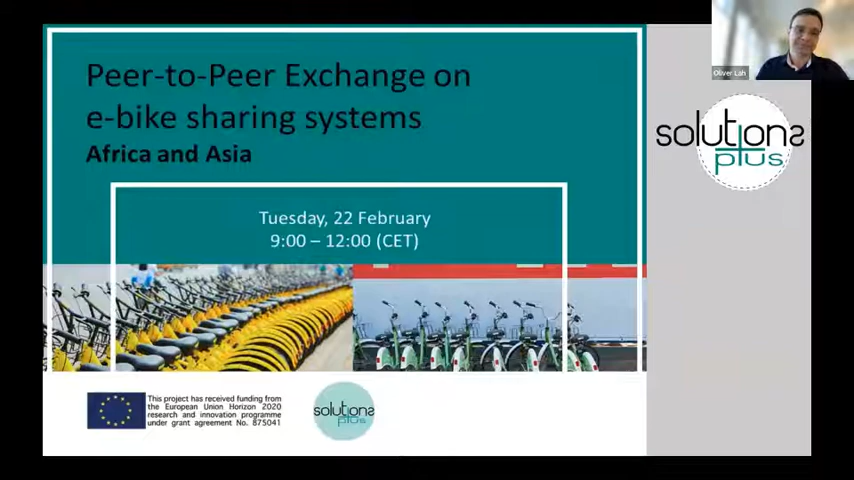 Peer-to-Peer Exchange on
e-bike sharing systems
Africa and Asia
Tuesday, 22 February
9:00 – 12:00 (CET)
This project has received funding from
the European Union Horizon 2020
research and innovation programme
under grant agreement No. 875041
solutions
plus
Oliver Lah
solutions
plus